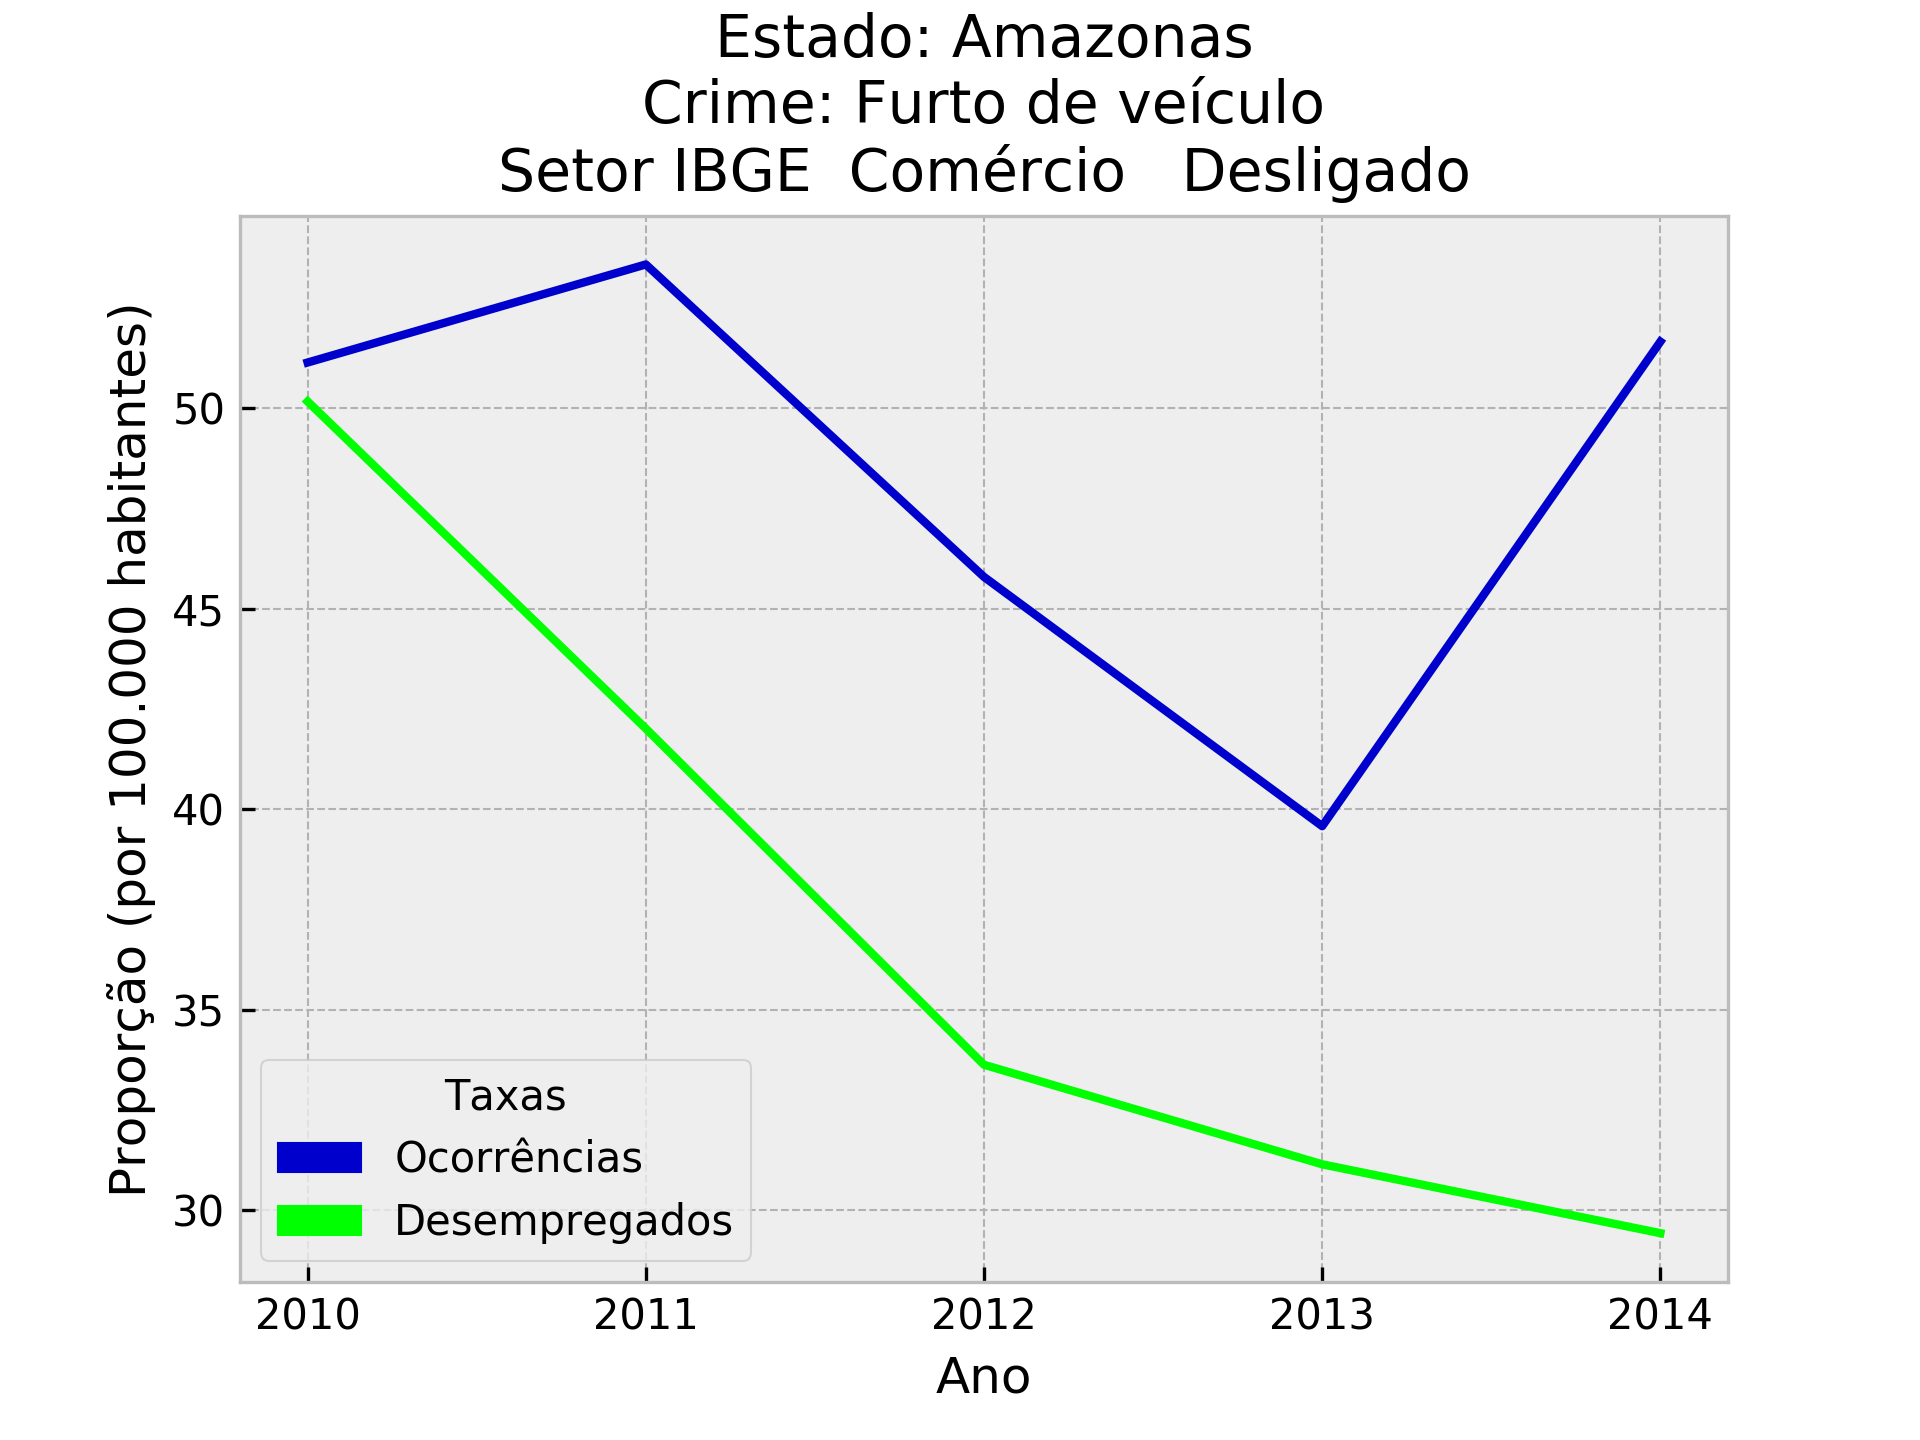 Estado: Amazonas
Crime: Furto de veículo
Setor IBGE  Comércio   Desligado
Proporção (por 100.000 habitantes)
50
45
40
35
30
Taxas
Ocorrências
Desempregados
2010 2011 2012 2013 2014
Ano